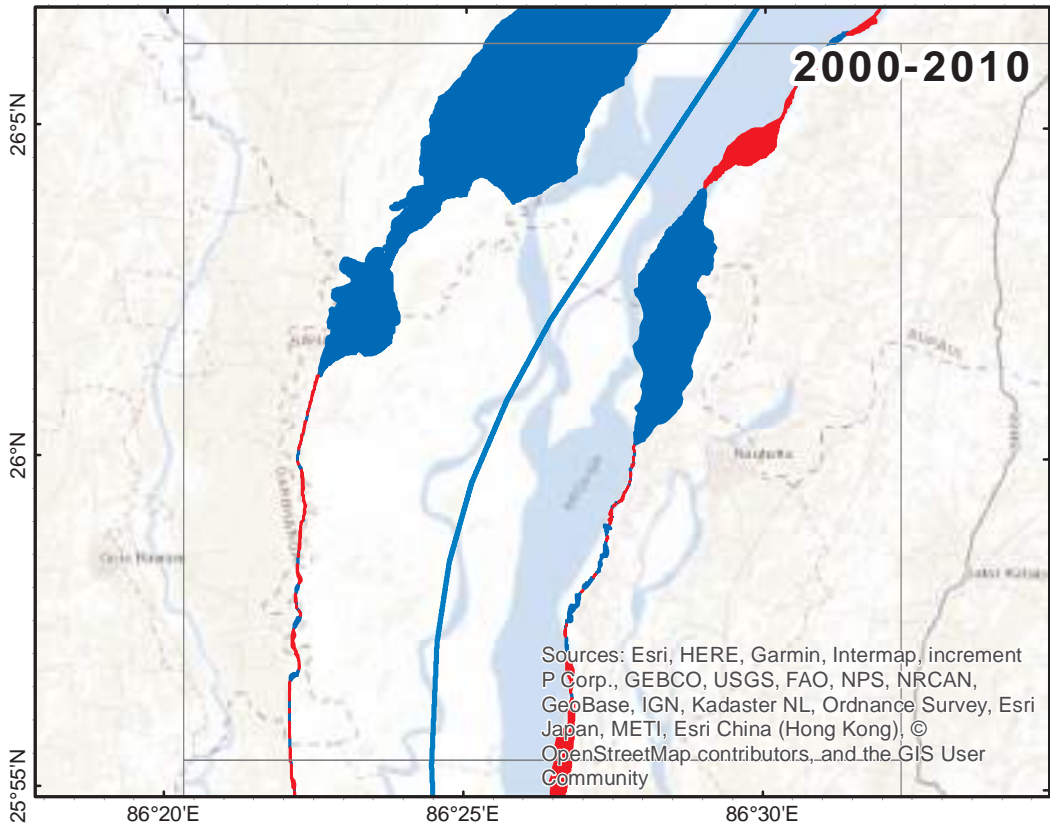 2000-2010
26°5'N
26°N
25°55'N
Nauhatta
Sources: Esri, HERE, Garmin, Intermap, increment
P Corp., GEBCO, USGS, FAO, NPS, NRCAN,
GeoBase, IGN, Kadaster NL, Ordnance Survey, Esri
Japan, METI, Esri China (Hong Kong), ©
OpenStreetMap contributors, and the GIS User
Community
86°20'E
86°25'E
86°30'E